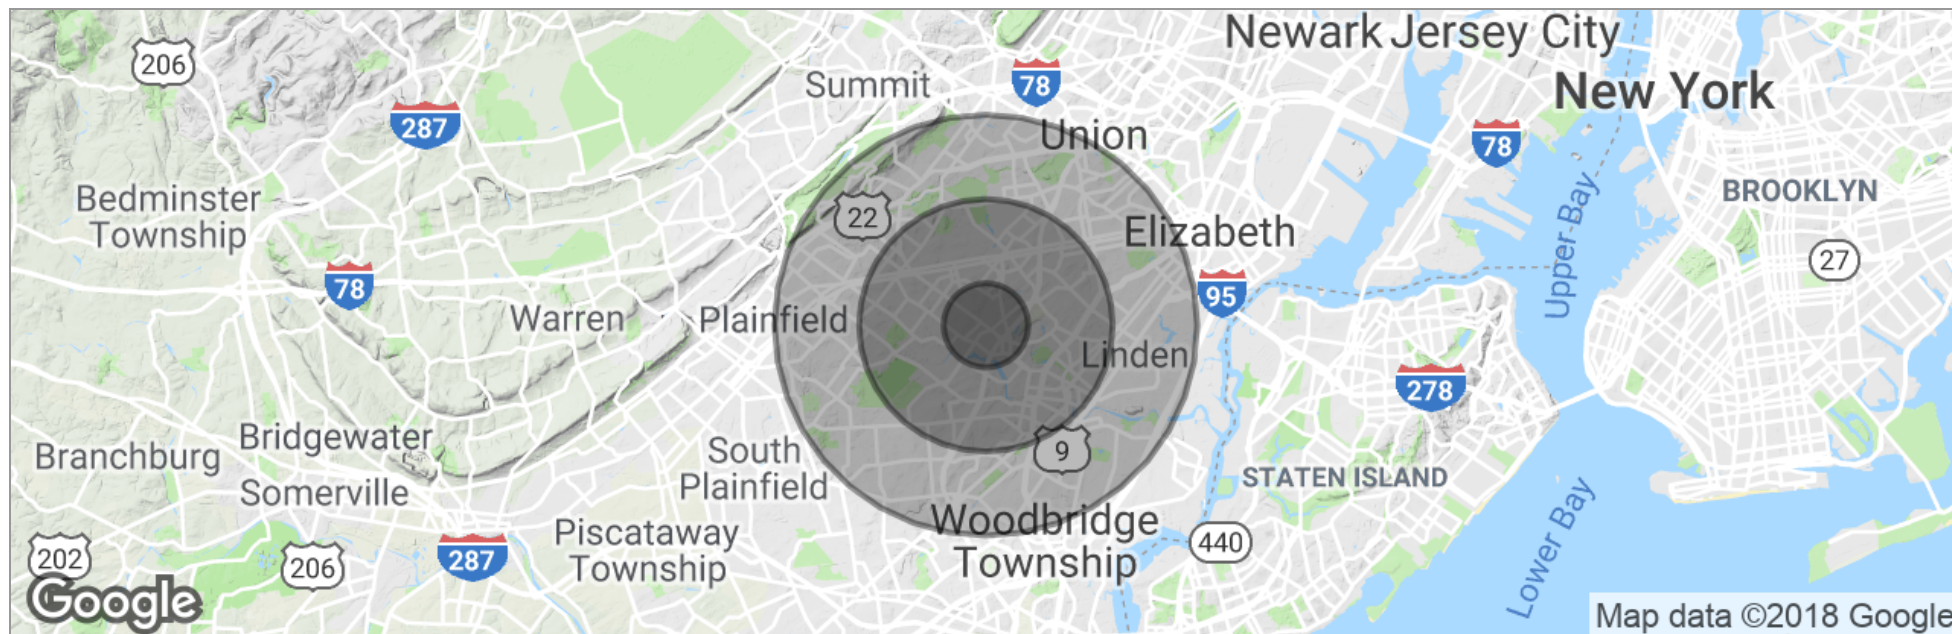 Newark
Jersey City
206
Summit
78
New York
287
Union
78
Bedminster
Township
BROOKLYN
22
Elizabeth
Upper Bay
27
78
95
Warren
Plainfield
Linden
278
Bridgewater
Branchburg
South
Plainfield
9
STATEN ISLAND
Somerville
Woodbridge
Township
Piscataway
Township
440
Lower Bay
202
206
287
Google
Map data ©2018 Google